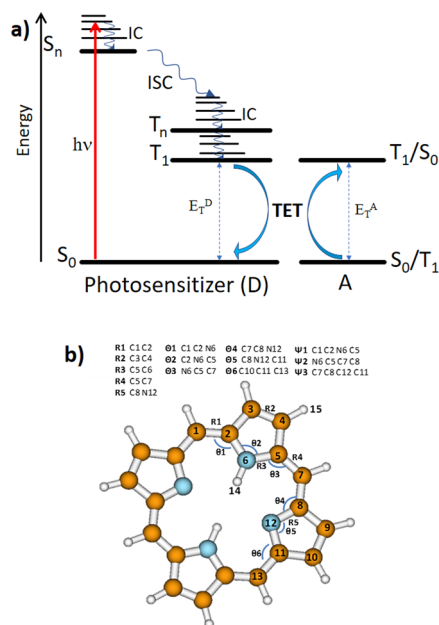 a)
Energy
hν
Sn
IC
ISC
IC
Tn
T1
T1/S0
ETD
TET
ETA
S0
S0/T1
Photosensitizer (D)
A
b)
R1 C1 C2 Θ1 C1 C2 N6 Θ4 C7 C8 N12 Ψ1 C1 C2 N6 C5
R2 C3 C4 Θ2 C2 N6 C5 Θ5 C8 N12 C11 Ψ2 N6 C5 C7 C8
R3 C5 C6 Θ3 N6 C5 C7 Θ6 C10 C11 C13 Ψ3 C7 C8 C12 C11
R4 C5 C7
R5 C8 N12
3 R2 4 15
1 R1 2
θ1 θ2
6 R3 5 R4
θ3
14 7
θ4 8
12 R5
θ5 9
θ6 11 10
13